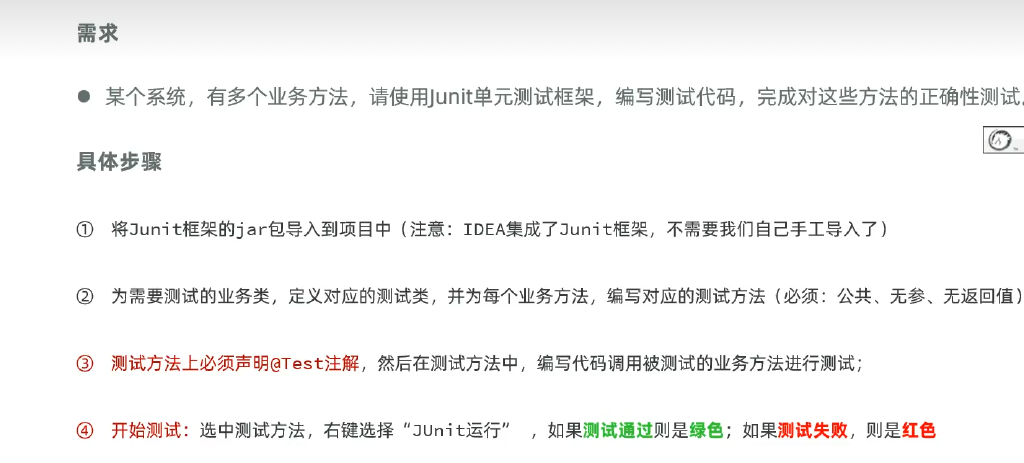 需求
● 某个系统，有多个业务方法，请使用Junit单元测试框架，编写测试代码，完成对这些方法的正确性测试。
具体步骤
① 将Junit框架的jar包导入到项目中（注意：IDEA集成了Junit框架，不需要我们自己手工导入了）
② 为需要测试的业务类，定义对应的测试类，并为每个业务方法，编写对应的测试方法（必须：公共、无参、无返回值）
③ 测试方法上必须声明@Test注解，然后在测试方法中，编写代码调用被测试的业务方法进行测试；
④ 开始测试：选中测试方法，右键选择“JUnit运行” ，如果测试通过则是绿色；如果测试失败，则是红色